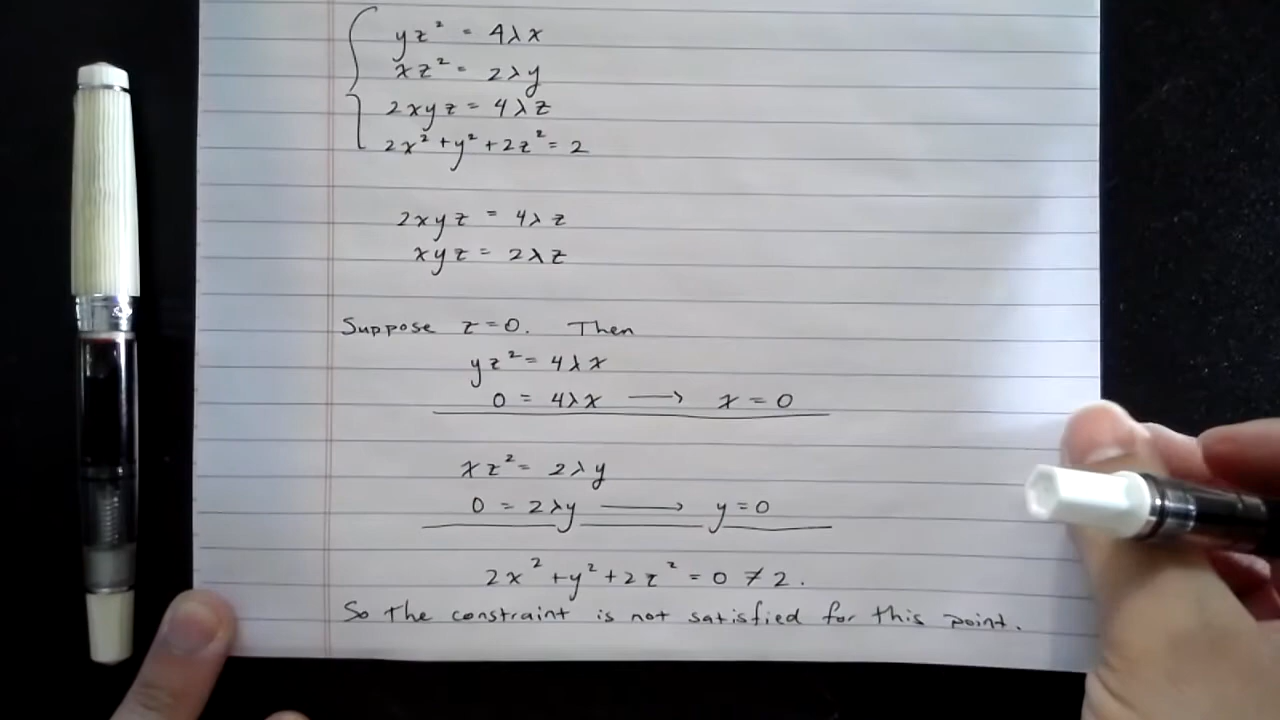 yz² = 4λx
xz² = 2λy
2xyz = 4λz
2x² + y² + 2z² = 2
2xyz = 4λz
xyz = 2λz
Suppose z=0. Then
yz² = 4λx
0 = 4λx ⟶ x = 0
xz² = 2λy
0 = 2λy ⟶ y=0
2x² + y² + 2z² = 0 ≠ 2.
So the constraint is not satisfied for this point.